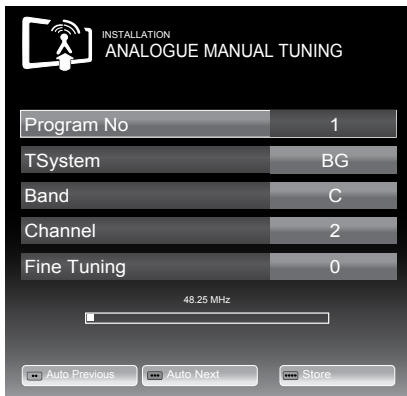 INSTALLATION
ANALOGUE MANUAL TUNING
Program No 1
TSystem BG
Band C
Channel 2
Fine Tuning 0
48.25 MHz
Auto Previous Auto Next Store